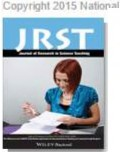 Copyright 2015 National
JRST
Journal of Research in Science Teaching
WILEY Blackwell